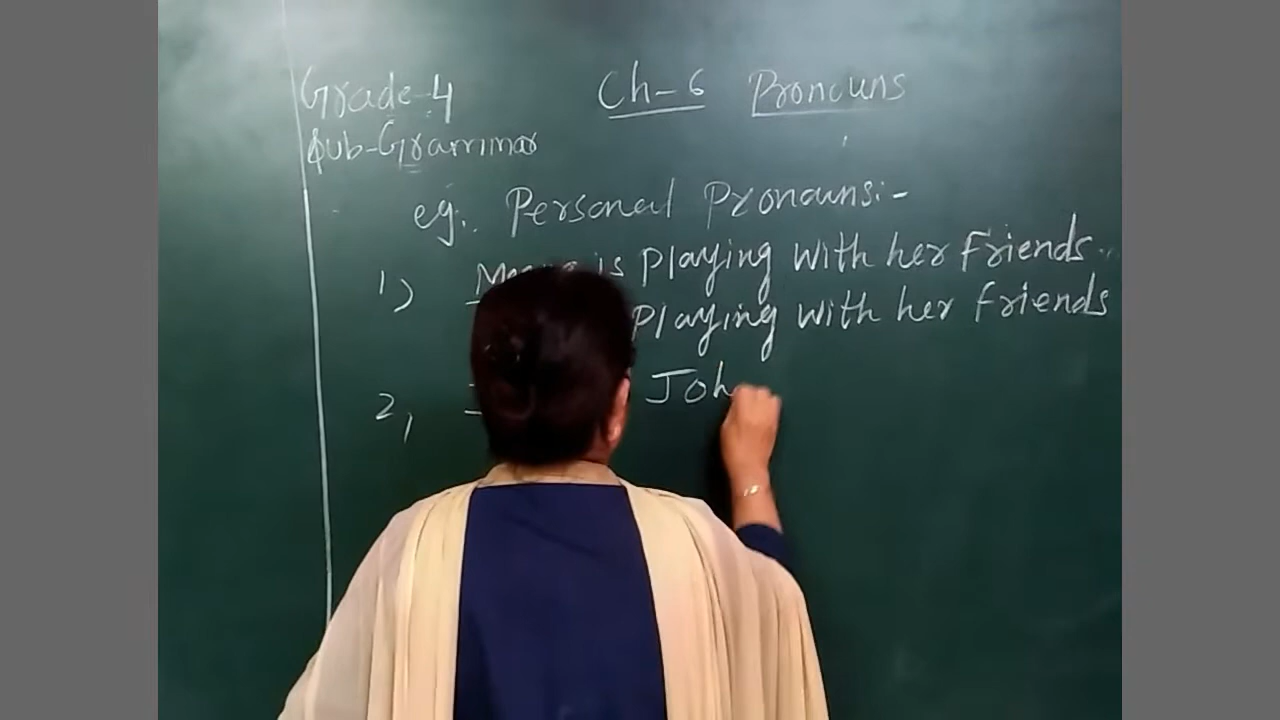 Grade-4 Ch-6 Pronouns
Sub-Grammar
eg:. Personal Pronouns:-
1) is Playing with her Friends.
Playing with her friends
2, Joh